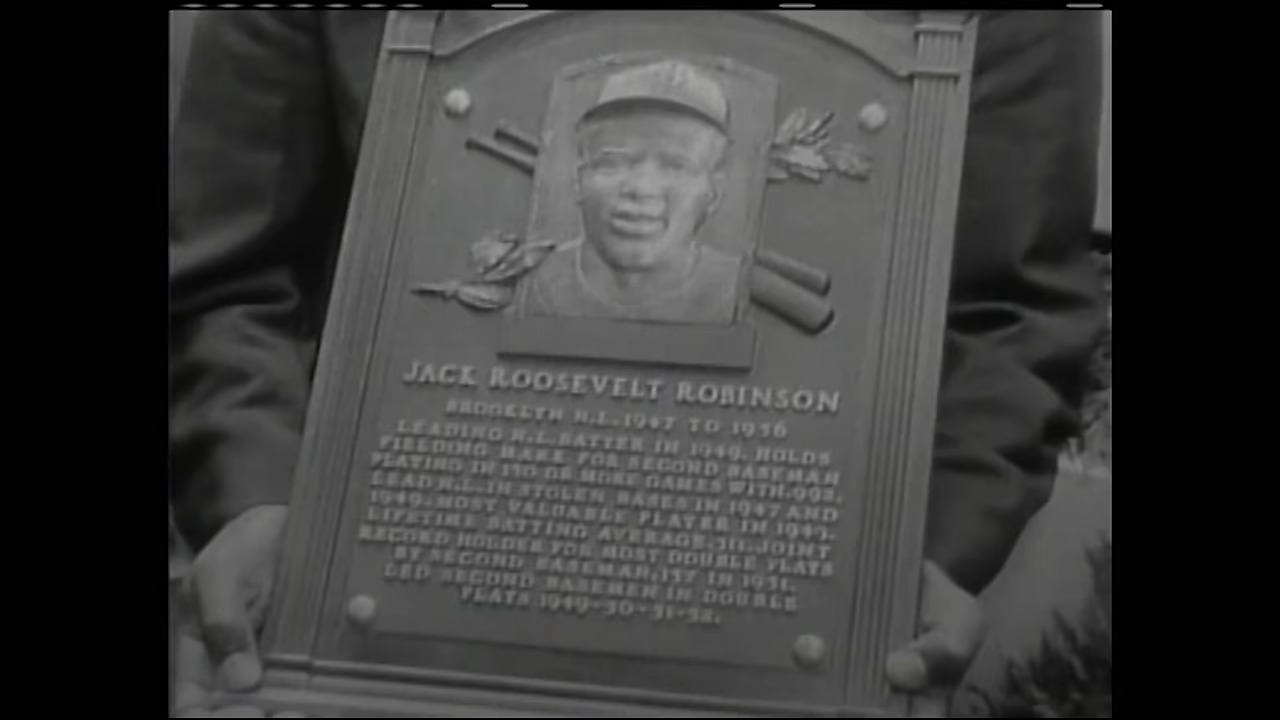 JACK ROOSEVELT ROBINSON
BROOKLYN N.L. 1947 TO 1956
LEADING N.L. BATTER IN 1949. HOLDS
FIELDING MARK FOR SECOND BASEMAN
PLAYING IN 150 OR MORE GAMES WITH .992.
LEAD N.L. IN STOLEN BASES IN 1947 AND
1949. MOST VALUABLE PLAYER IN 1949.
LIFETIME BATTING AVERAGE .311. JOINT
RECORD HOLDER FOR MOST DOUBLE PLAYS
BY SECOND BASEMAN, 137 IN 1951.
LED SECOND BASEMEN IN DOUBLE
PLAYS 1949-50-51-52.